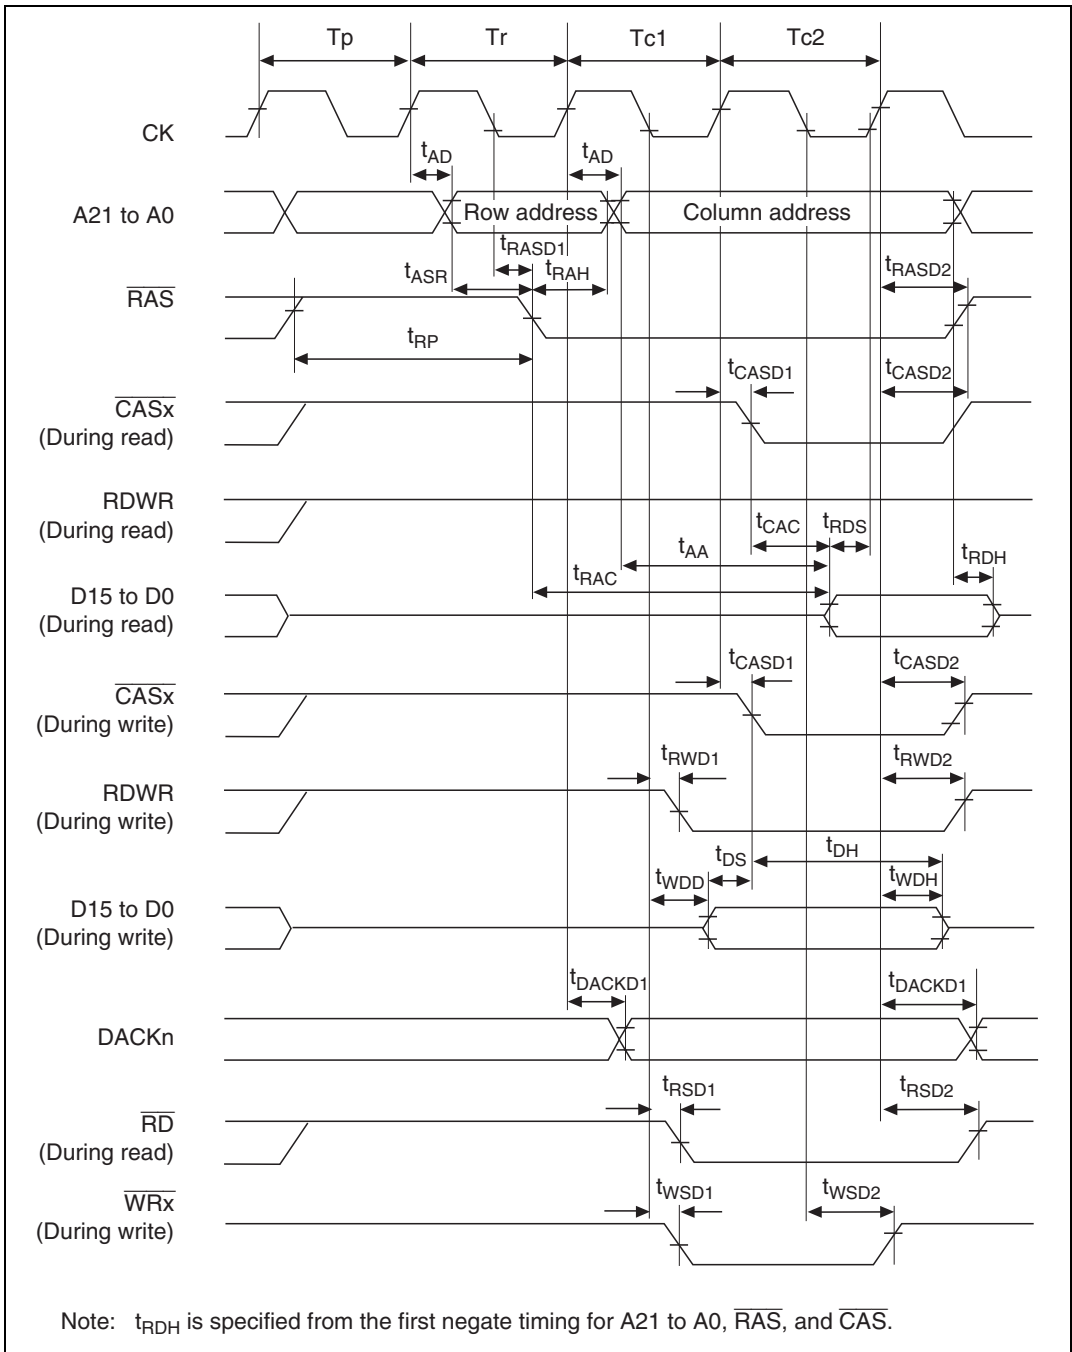 Tp Tr Tc1 Tc2
CK
tAD tAD
A21 to A0 Row address Column address
tRASD1
tASR tRAH tRASD2
RAS
tRP
tCASD1 tCASD2
CASx
(During read)
RDWR
(During read)
tCAC tRDS
tAA
tRDH
tRAC
D15 to D0
(During read)
tCASD1 tCASD2
CASx
(During write)
tRWD1 tRWD2
RDWR
(During write)
tDS tDH
tWDD tWDH
D15 to D0
(During write)
tDACKD1 tDACKD1
DACKn
tRSD1 tRSD2
RD
(During read)
WRx
tWSD1 tWSD2
(During write)
Note: tRDH is specified from the first negate timing for A21 to A0, RAS, and CAS.